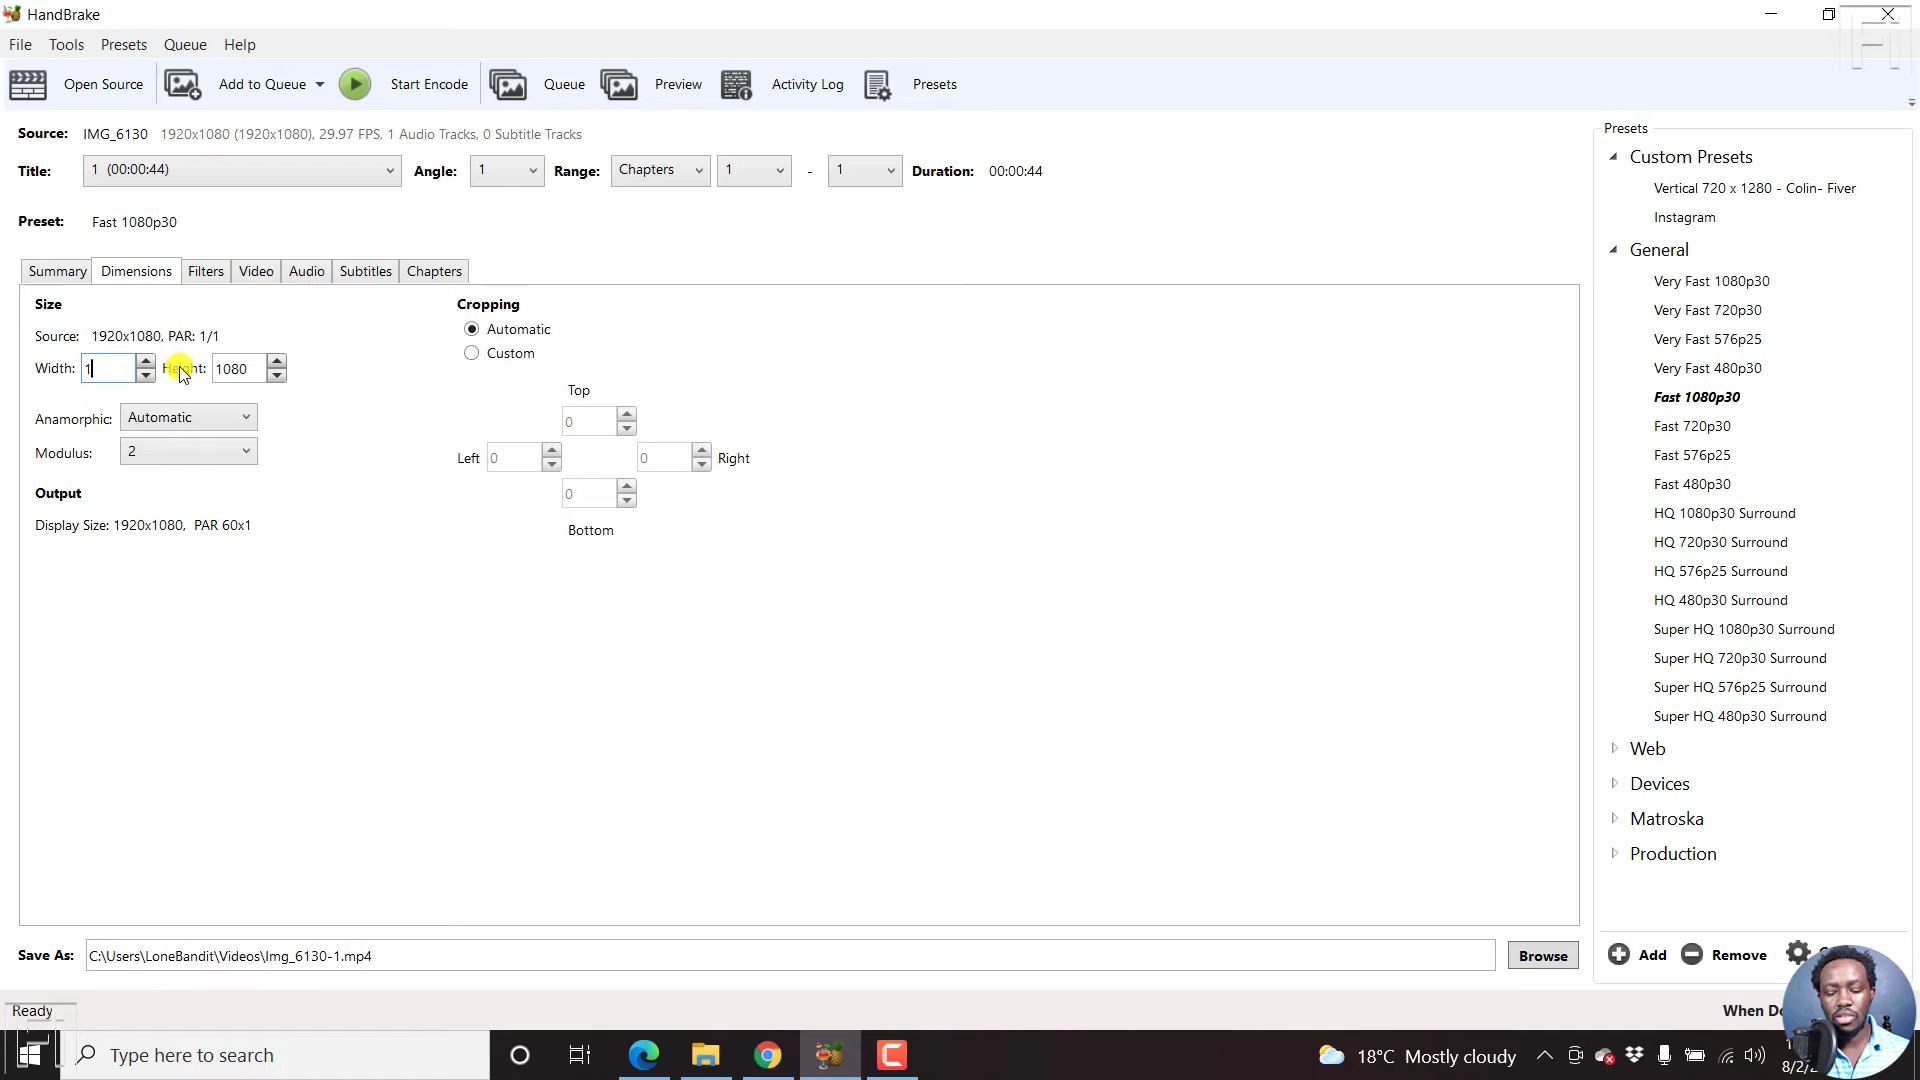 HandBrake
File Tools Presets Queue Help
Open Source Add to Queue Start Encode Queue Preview Activity Log Presets
Source: IMG_6130 1920x1080 (1920x1080), 29.97 FPS, 1 Audio Tracks, 0 Subtitle Tracks
Title: 1 (00:00:44) Angle: 1 Range: Chapters 1 - 1 Duration: 00:00:44
Preset: Fast 1080p30
Summary Dimensions Filters Video Audio Subtitles Chapters
Size
Source: 1920x1080, PAR: 1/1
Width: 1 Height: 1080
Anamorphic: Automatic
Modulus: 2
Output
Display Size: 1920x1080, PAR 60x1
Cropping
Automatic
Custom
Top
0
Left 0 0 Right
0
Bottom
Presets
Custom Presets
Vertical 720 x 1280 - Colin- Fiver
Instagram
General
Very Fast 1080p30
Very Fast 720p30
Very Fast 576p25
Very Fast 480p30
Fast 1080p30
Fast 720p30
Fast 576p25
Fast 480p30
HQ 1080p30 Surround
HQ 720p30 Surround
HQ 576p25 Surround
HQ 480p30 Surround
Super HQ 1080p30 Surround
Super HQ 720p30 Surround
Super HQ 576p25 Surround
Super HQ 480p30 Surround
Web
Devices
Matroska
Production
Add Remove
Save As: C:\Users\LoneBandit\Videos\Img_6130-1.mp4 Browse
Ready When
Type here to search 18°C Mostly cloudy